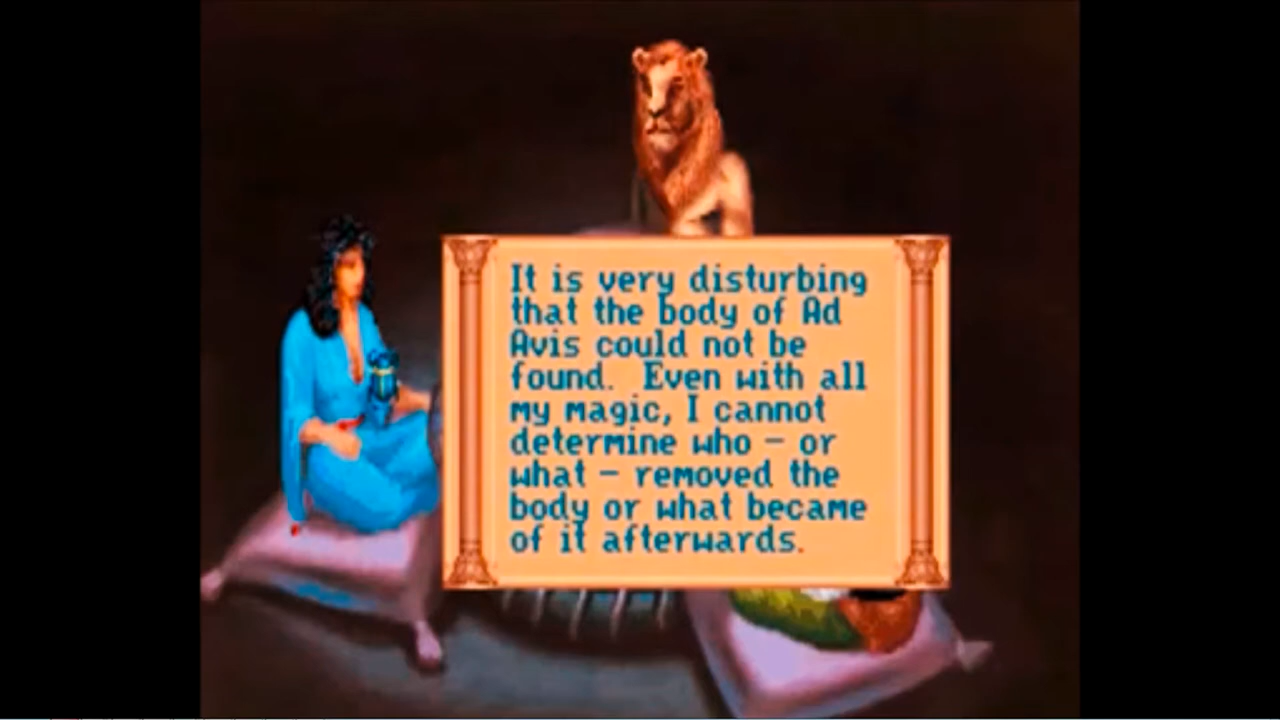 It is very disturbing
that the body of Ad
Avis could not be
found.  Even with all
my magic, I cannot
determine who – or
what – removed the
body or what became
of it afterwards.